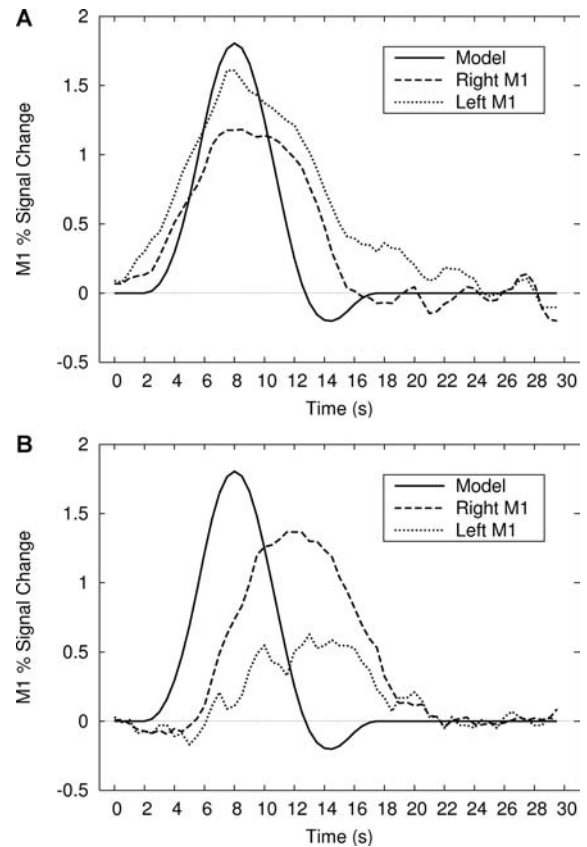 A
2
1.5
1
0.5
0
-0.5
M1 % Signal Change
Model
Right M1
Left M1
0 2 4 6 8 10 12 14 16 18 20 22 24 26 28 30
Time (s)
B
2
1.5
1
0.5
0
-0.5
M1 % Signal Change
Model
Right M1
Left M1
0 2 4 6 8 10 12 14 16 18 20 22 24 26 28 30
Time (s)